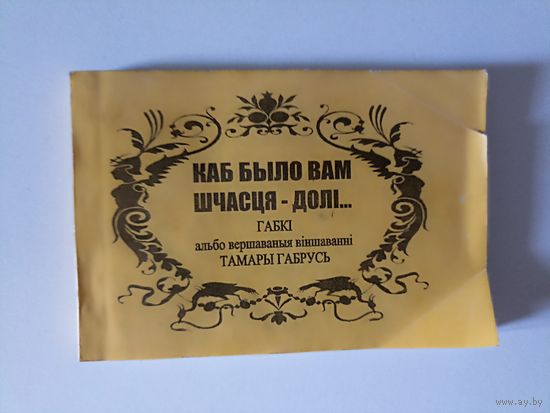 КАБ БЫЛО ВАМ
ШЧАСЦЯ - ДОЛІ...
ГАБКІ
альбо вершаваныя віншаванні
ТАМАРЫ ГАБРУСЬ
www.ay.by